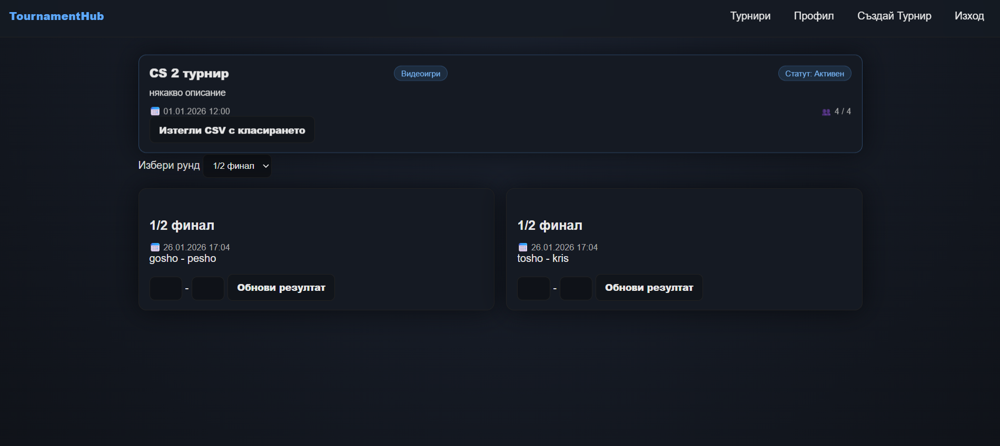 TournamentHub
Турнири Профил Създай Турнир Изход
CS 2 турнир Видеоигри Статут: Активен
някакво описание
01.01.2026 12:00 4 / 4
Изтегли CSV с класирането
Избери рунд 1/2 финал
1/2 финал
26.01.2026 17:04
gosho - pesho
- Обнови резултат
1/2 финал
26.01.2026 17:04
tosho - kris
- Обнови резултат